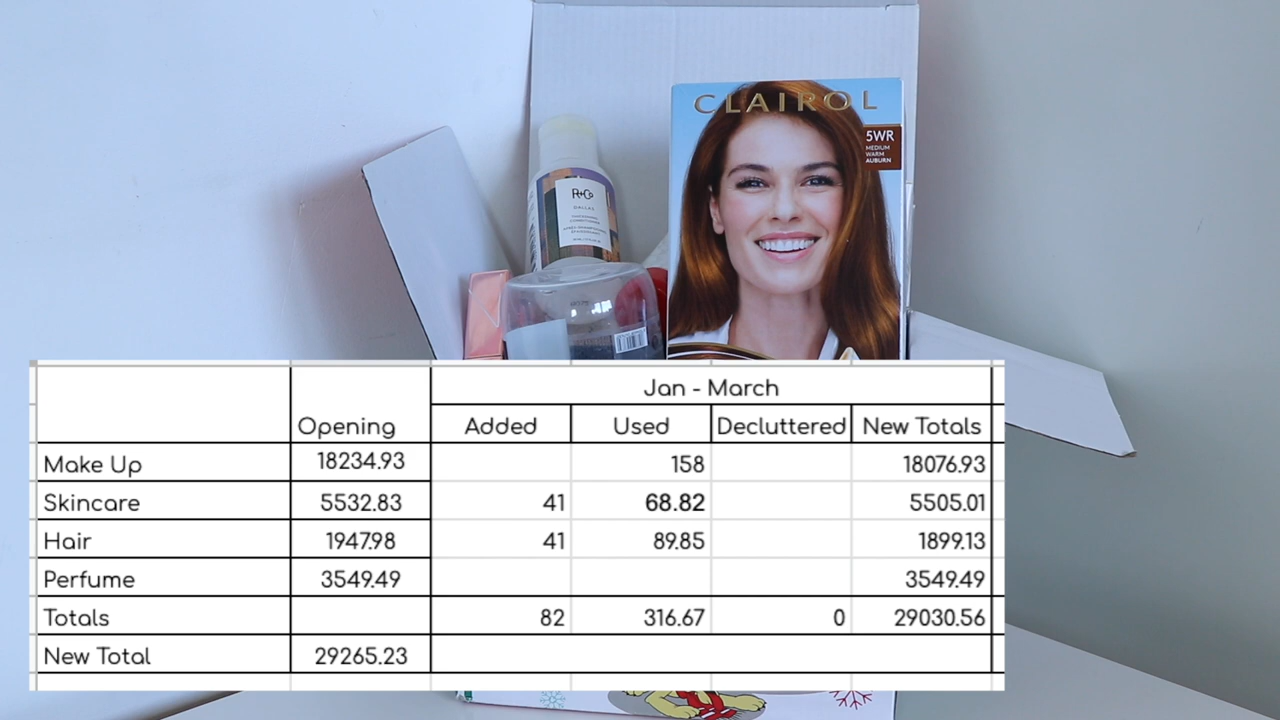 CLAIROL
5WR
MEDIUM
WARM
AUBURN
R+Co
DALLAS
THICKENING
CONDITIONER
Jan - March
Opening Added Used Decluttered New Totals
Make Up 18234.93 158 18076.93
Skincare 5532.83 41 68.82 5505.01
Hair 1947.98 41 89.85 1899.13
Perfume 3549.49 3549.49
Totals 82 316.67 0 29030.56
New Total 29265.23